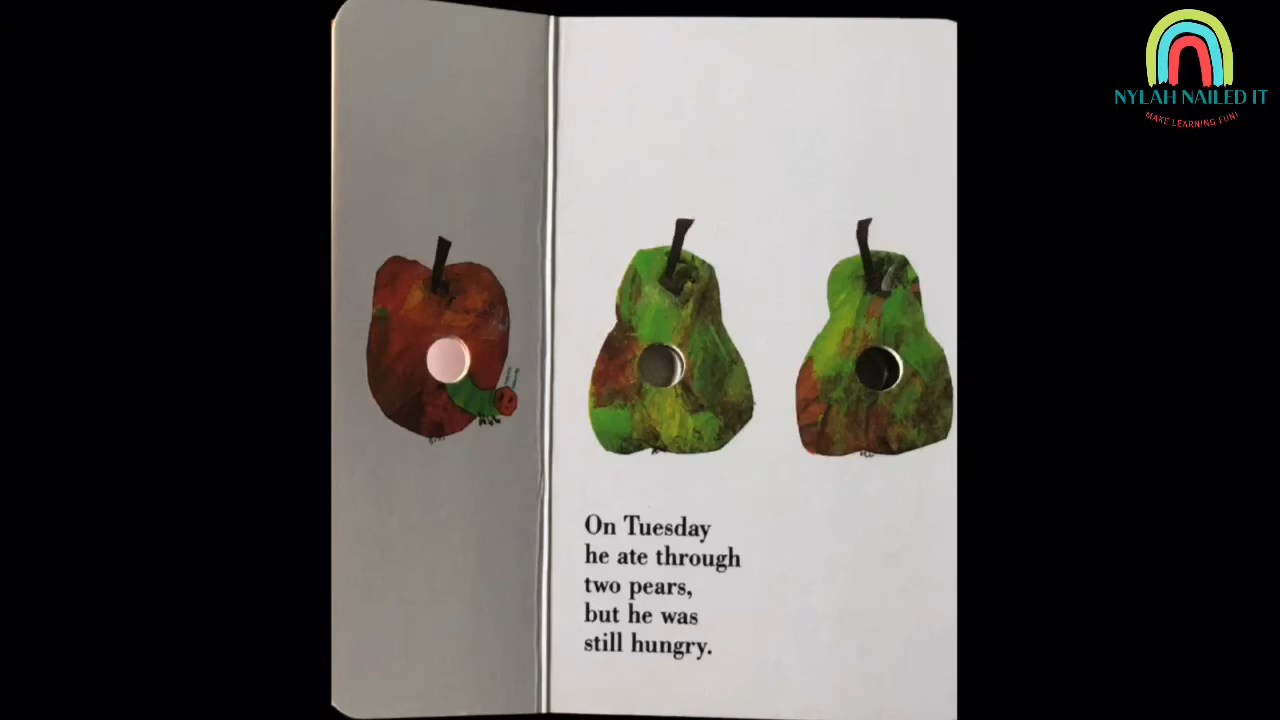 NYLAH NAILED IT
MAKE LEARNING FUN!
On Tuesday
he ate through
two pears,
but he was
still hungry.